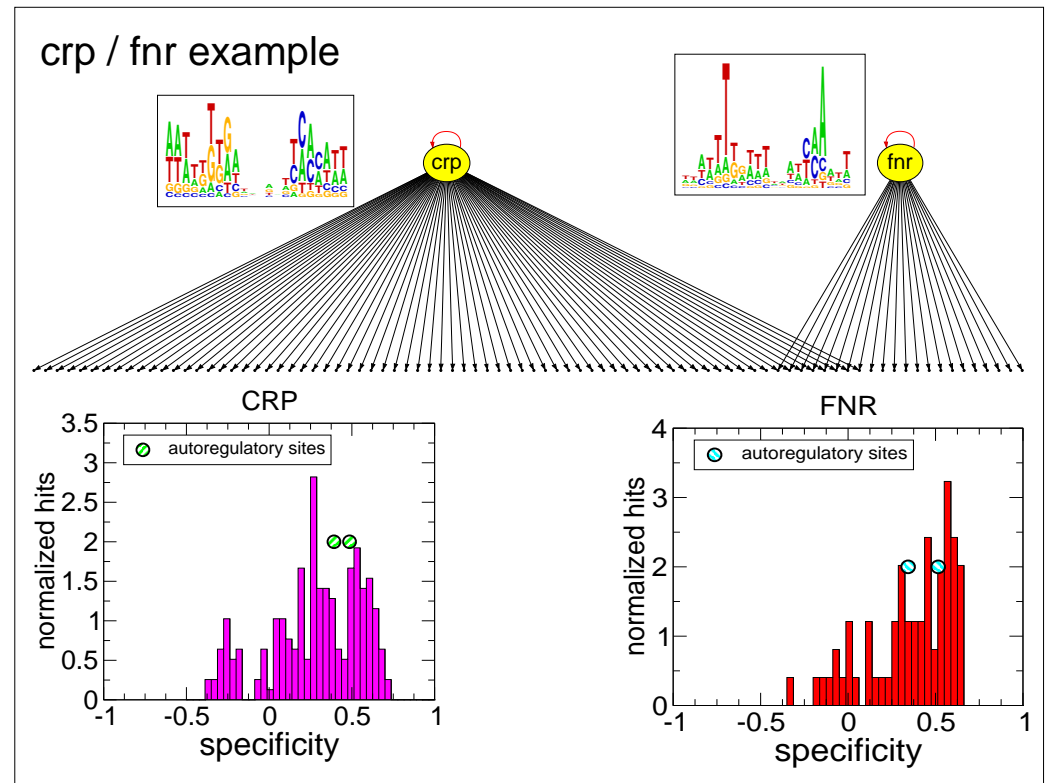 crp / fnr example
crp
fnr
CRP
3.5
3
2.5
2
1.5
1
0.5
0
normalized hits
autoregulatory sites
-1
-0.5
0
0.5
1
specificity
FNR
4
3
2
1
0
normalized hits
autoregulatory sites
-1
-0.5
0
0.5
1
specificity